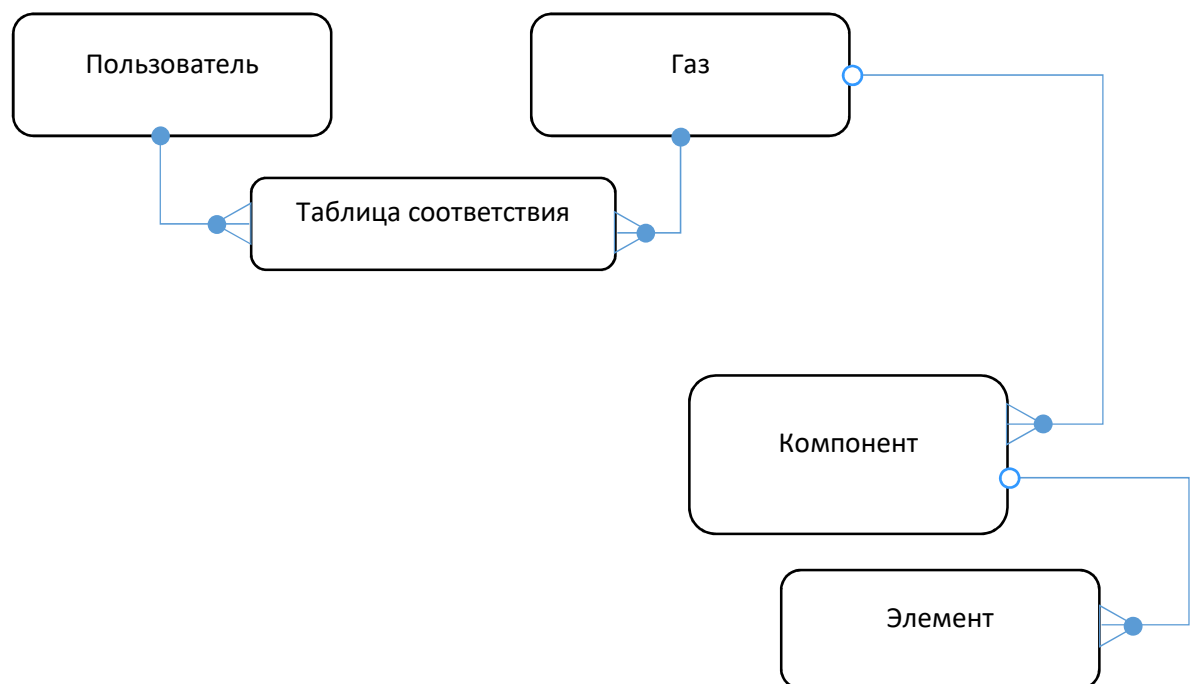 Пользователь
Газ
Таблица соответствия
Компонент
Элемент